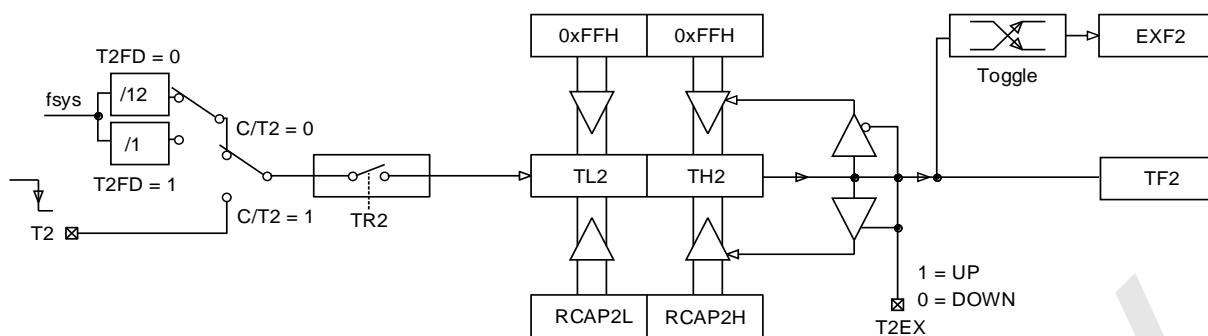 0xFFH 0xFFH EXF2
T2FD = 0
Toggle
/12
fsys
C/T2 = 0
/1
TL2 TH2 TF2
T2FD = 1
C/T2 = 1
TR2
T2
1 = UP
0 = DOWN
RCAP2L RCAP2H
T2EX